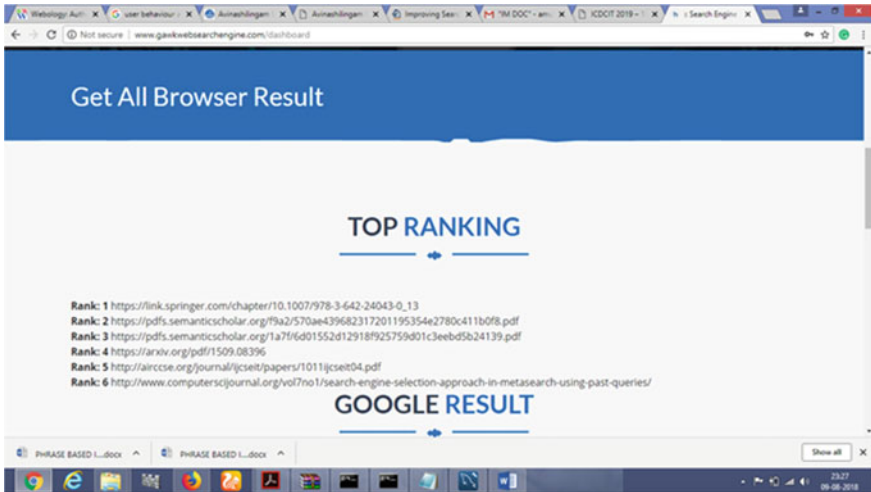 Webology Auth
user behaviour
Avinashilingam
Avinashilingam
Improving Sear
"IM DOC" - am
ICDCIT 2019 -
Search Engine
Not secure | www.gawkwebsearchengine.com/dashboard
Get All Browser Result
TOP RANKING
Rank: 1 https://link.springer.com/chapter/10.1007/978-3-642-24043-0_13
Rank: 2 https://pdfs.semanticscholar.org/f9a2/570ae439682317201195354e2780c411b0f8.pdf
Rank: 3 https://pdfs.semanticscholar.org/1a7f/6d01552d12918f925759d01c3eebd5b24139.pdf
Rank: 4 https://arxiv.org/pdf/1509.08396
Rank: 5 http://airccse.org/journal/ijcseit/papers/1011ijcseit04.pdf
Rank: 6 http://www.computerscijournal.org/vol7no1/search-engine-selection-approach-in-metasearch-using-past-queries/
GOOGLE RESULT
PHRASE BASED I....docx
PHRASE BASED I....docx
Show all
23:27
09-08-2018